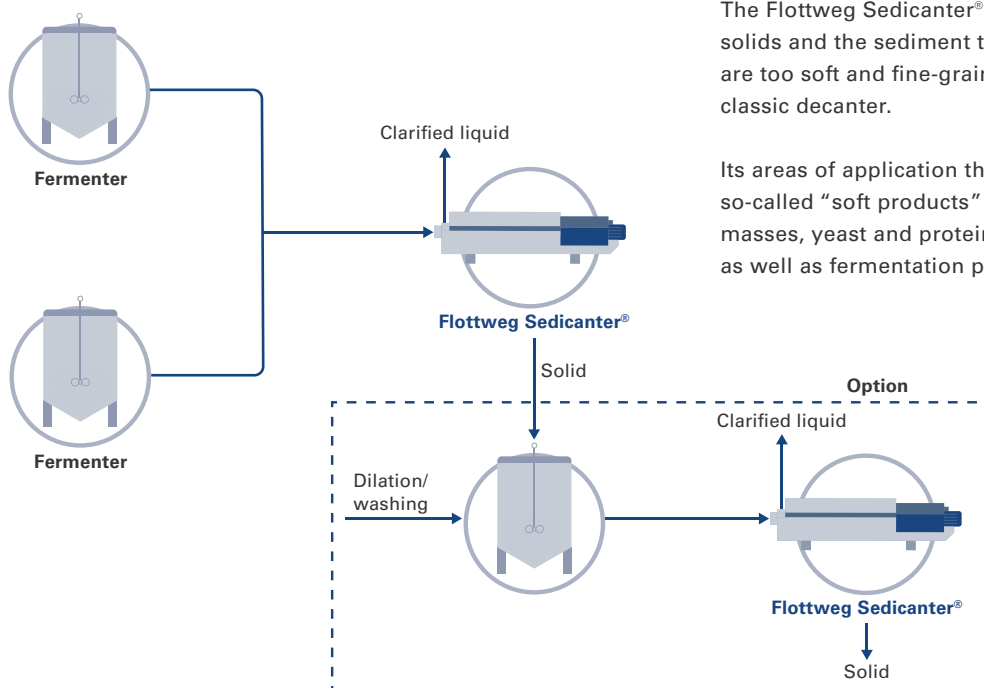 The Flottweg Sedicanter®
solids and the sediment t
are too soft and fine-grain
classic decanter.
Its areas of application th
so-called “soft products”
masses, yeast and protein
as well as fermentation p
Fermenter
Clarified liquid
Flottweg Sedicanter®
Fermenter
Solid
Option
Dilation/
washing
Clarified liquid
Flottweg Sedicanter®
Solid